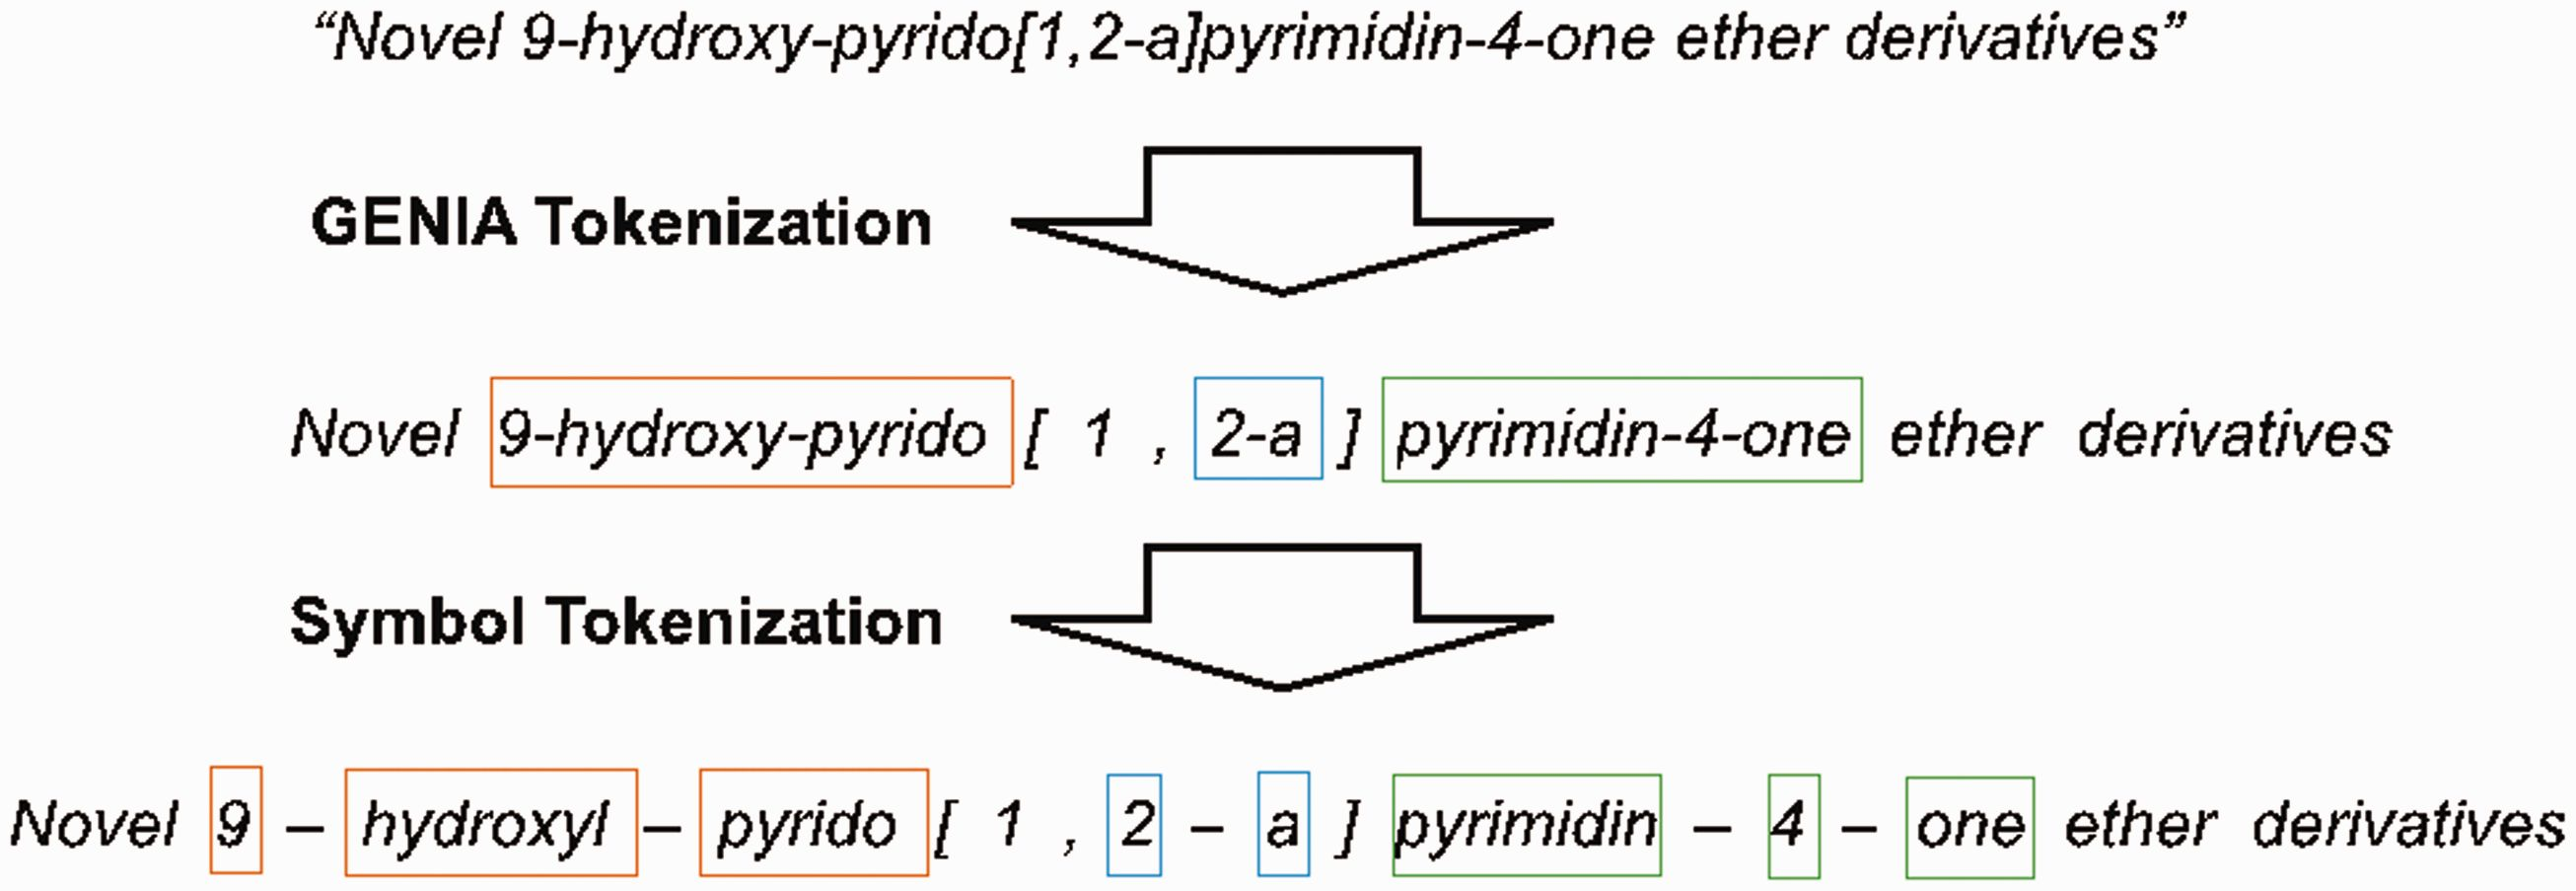 “Novel 9-hydroxy-pyrido[1,2-a]pyrimidin-4-one ether derivatives”
GENIA Tokenization
Novel 9-hydroxy-pyrido [ 1 , 2-a ] pyrimidin-4-one ether derivatives
Symbol Tokenization
Novel 9 – hydroxyl – pyrido [ 1 , 2 – a ] pyrimidin – 4 – one ether derivatives